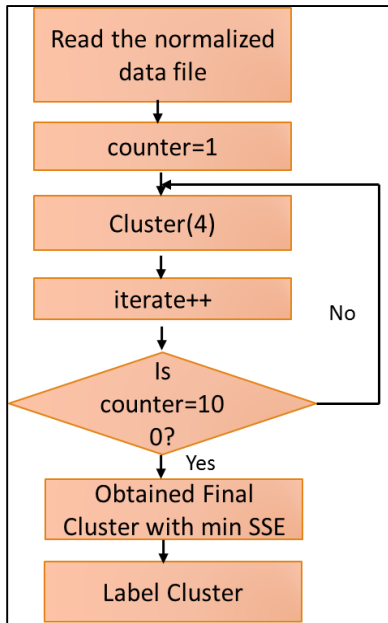 Read the normalized
data file
counter=1
Cluster(4)
iterate++
No
Is
counter=10
0?
Yes
Obtained Final
Cluster with min SSE
Label Cluster